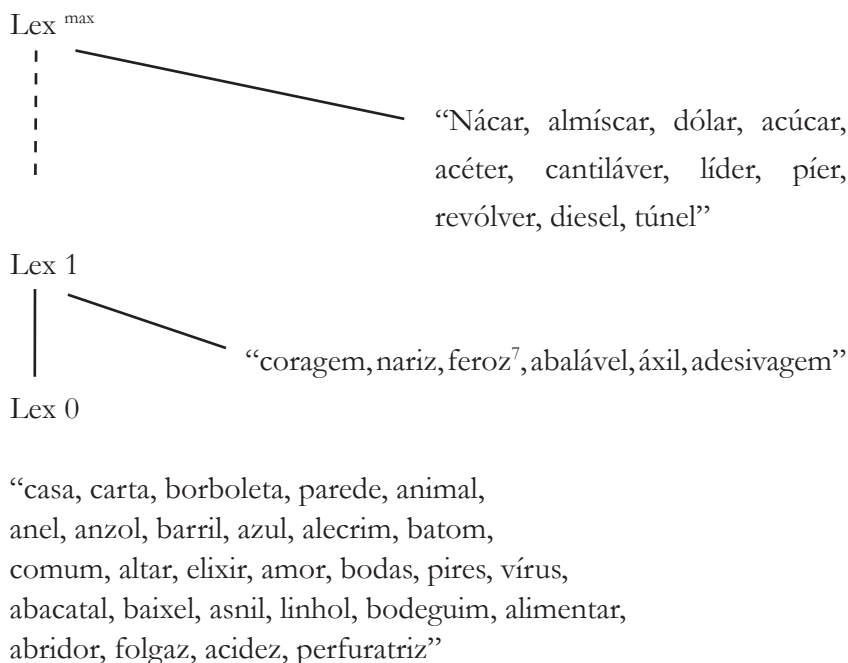 Lex max
“Nácar, almíscar, dólar, acúcar,
acéter, cantiláver, líder, píer,
revólver, diesel, túnel”
Lex 1
“coragem, nariz, feroz7, abalável, áxil, adesivagem”
Lex 0
“casa, carta, borboleta, parede, animal,
anel, anzol, barril, azul, alecrim, batom,
comum, altar, elixir, amor, bodas, pires, vírus,
abacatal, baixel, asnil, linhol, bodeguim, alimentar,
abridor, folgaz, acidez, perfuratriz”